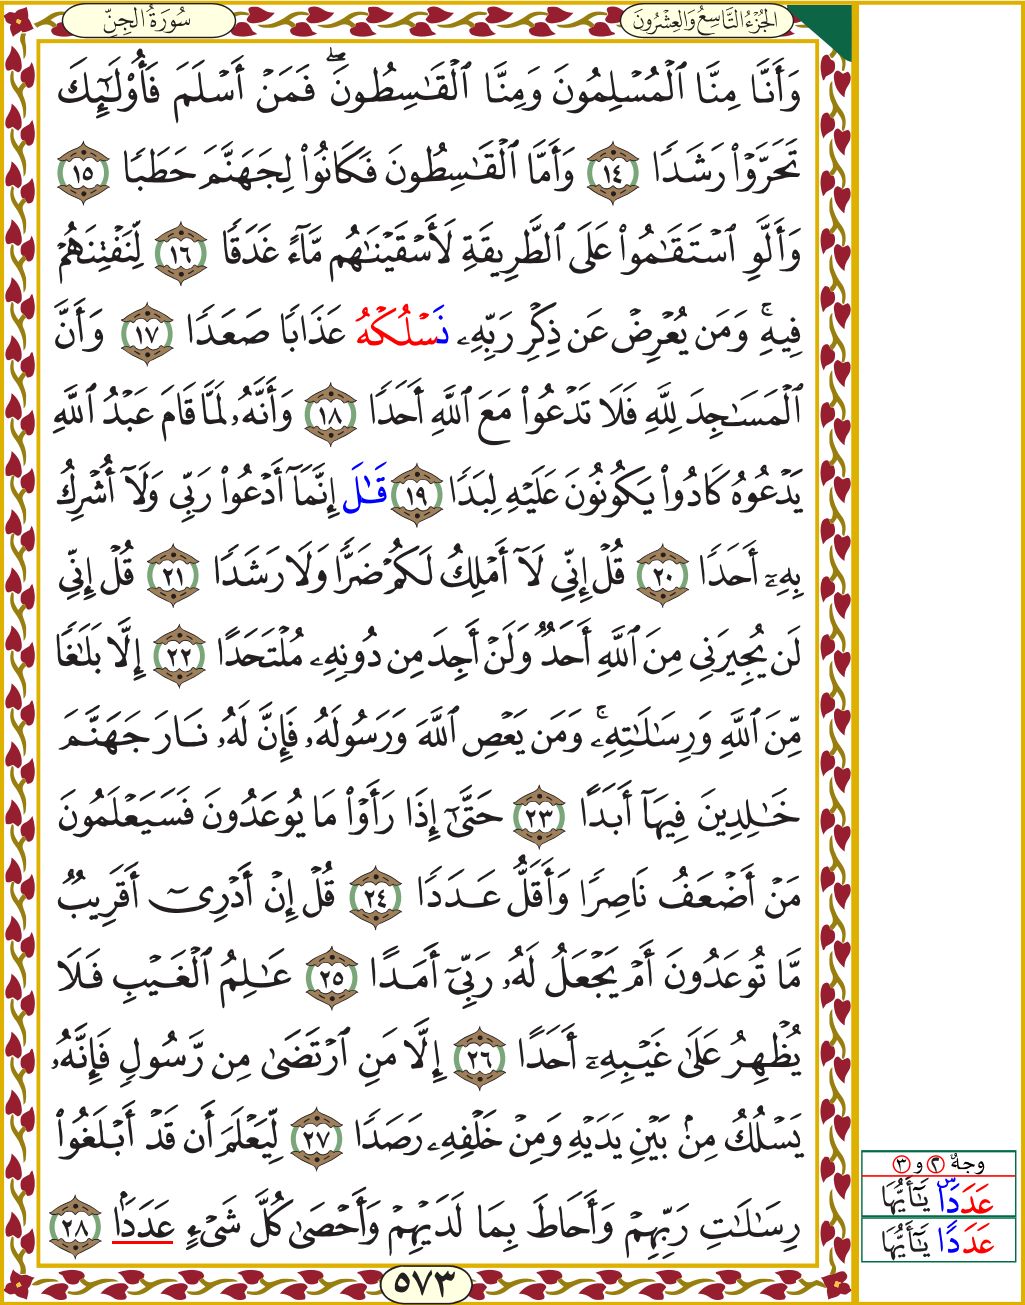 الجُزْءُ التَّاسِعُ وَالعِشْرُونَ
سُورَةُ الجِنِّ
وَأَنَّا مِنَّا ٱلْمُسْلِمُونَ وَمِنَّا ٱلْقَٰسِطُونَۖ فَمَنْ أَسْلَمَ فَأُو۟لَٰٓئِكَ
تَحَرَّوْا۟ رَشَدًا ١٤ وَأَمَّا ٱلْقَٰسِطُونَ فَكَانُوا۟ لِجَهَنَّمَ حَطَبًا ١٥
وَأَلَّوِ ٱسْتَقَٰمُوا۟ عَلَى ٱلطَّرِيقَةِ لَأَسْقَيْنَٰهُم مَّآءً غَدَقًا ١٦ لِّنَفْتِنَهُمْ
فِيهِۚ وَمَن يُعْرِضْ عَن ذِكْرِ رَبِّهِۦ نَسْلُكْهُ عَذَابًا صَعَدًا ١٧ وَأَنَّ
ٱلْمَسَٰجِدَ لِلَّهِ فَلَا تَدْعُوا۟ مَعَ ٱللَّهِ أَحَدًا ١٨ وَأَنَّهُۥ لَمَّا قَامَ عَبْدُ ٱللَّهِ
يَدْعُوهُ كَادُوا۟ يَكُونُونَ عَلَيْهِ لِبَدًا ١٩ قَٰلَ إِنَّمَآ أَدْعُوا۟ رَبِّى وَلَآ أُشْرِكُ
بِهِۦٓ أَحَدًا ٢٠ قُلْ إِنِّى لَآ أَمْلِكُ لَكُمْ ضَرًّا وَلَا رَشَدًا ٢١ قُلْ إِنِّى
لَن يُجِيرَنِى مِنَ ٱللَّهِ أَحَدٌ وَلَنْ أَجِدَ مِن دُونِهِۦ مُلْتَحَدًا ٢٢ إِلَّا بَلَٰغًا
مِّنَ ٱللَّهِ وَرِسَٰلَٰتِهِۦۚ وَمَن يَعْصِ ٱللَّهَ وَرَسُولَهُۥ فَإِنَّ لَهُۥ نَارَ جَهَنَّمَ
خَٰلِدِينَ فِيهَآ أَبَدًا ٢٣ حَتَّىٰٓ إِذَا رَأَوْا۟ مَا يُوعَدُونَ فَسَيَعْلَمُونَ
مَنْ أَضْعَفُ نَاصِرًا وَأَقَلُّ عَدَدًا ٢٤ قُلْ إِنْ أَدْرِىٓ أَقَرِيبٌ
مَّا تُوعَدُونَ أَمْ يَجْعَلُ لَهُۥ رَبِّىٓ أَمَدًا ٢٥ عَٰلِمُ ٱلْغَيْبِ فَلَا
يُظْهِرُ عَلَىٰ غَيْبِهِۦٓ أَحَدًا ٢٦ إِلَّا مَنِ ٱرْتَضَىٰ مِن رَّسُولٍ فَإِنَّهُۥ
يَسْلُكُ مِنۢ بَيْنِ يَدَيْهِ وَمِنْ خَلْفِهِۦ رَصَدًا ٢٧ لِّيَعْلَمَ أَن قَدْ أَبْلَغُوا۟
رِسَٰلَٰتِ رَبِّهِمْ وَأَحَاطَ بِمَا لَدَيْهِمْ وَأَحْصَىٰ كُلَّ شَىْءٍ عَدَدًۢا ٢٨
وجهٌ ٢ و ٣
عَدَدًاۜ يَٰٓأَيُّهَا
عَدَدًا يَٰٓأَيُّهَا
٥٧٣